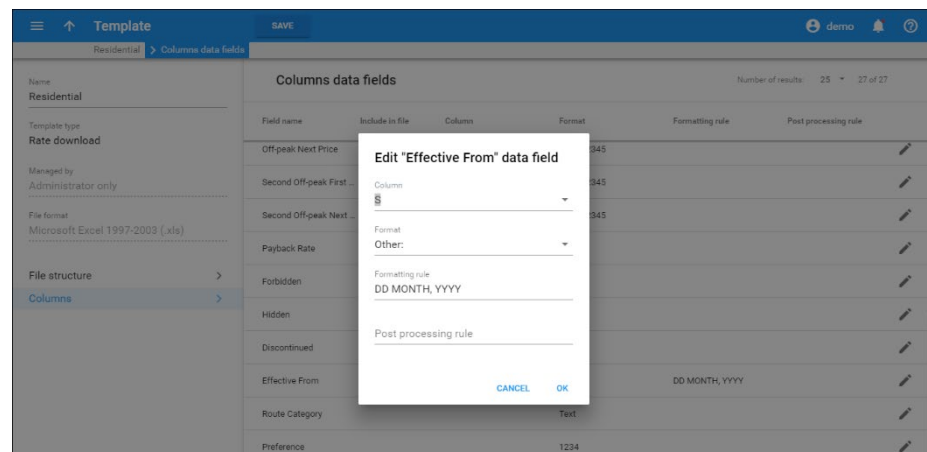 Template
SAVE
demo
Residential > Columns data fields
Name
Residential
Template type
Rate download
Managed by
Administrator only
File format
Microsoft Excel 1997-2003 (.xls)
File structure
Columns
Columns data fields
Number of results: 25 27 of 27
Field name Include in file Column Format Formatting rule Post processing rule
Off-peak Next Price 2345
Second Off-peak First ... 2345
Second Off-peak Next ... 2345
Payback Rate
Forbidden
Hidden
Discontinued
Effective From DD MONTH, YYYY
Route Category Text
Preference 1234
Edit "Effective From" data field
Column
S
Format
Other:
Formatting rule
DD MONTH, YYYY
Post processing rule
CANCEL OK